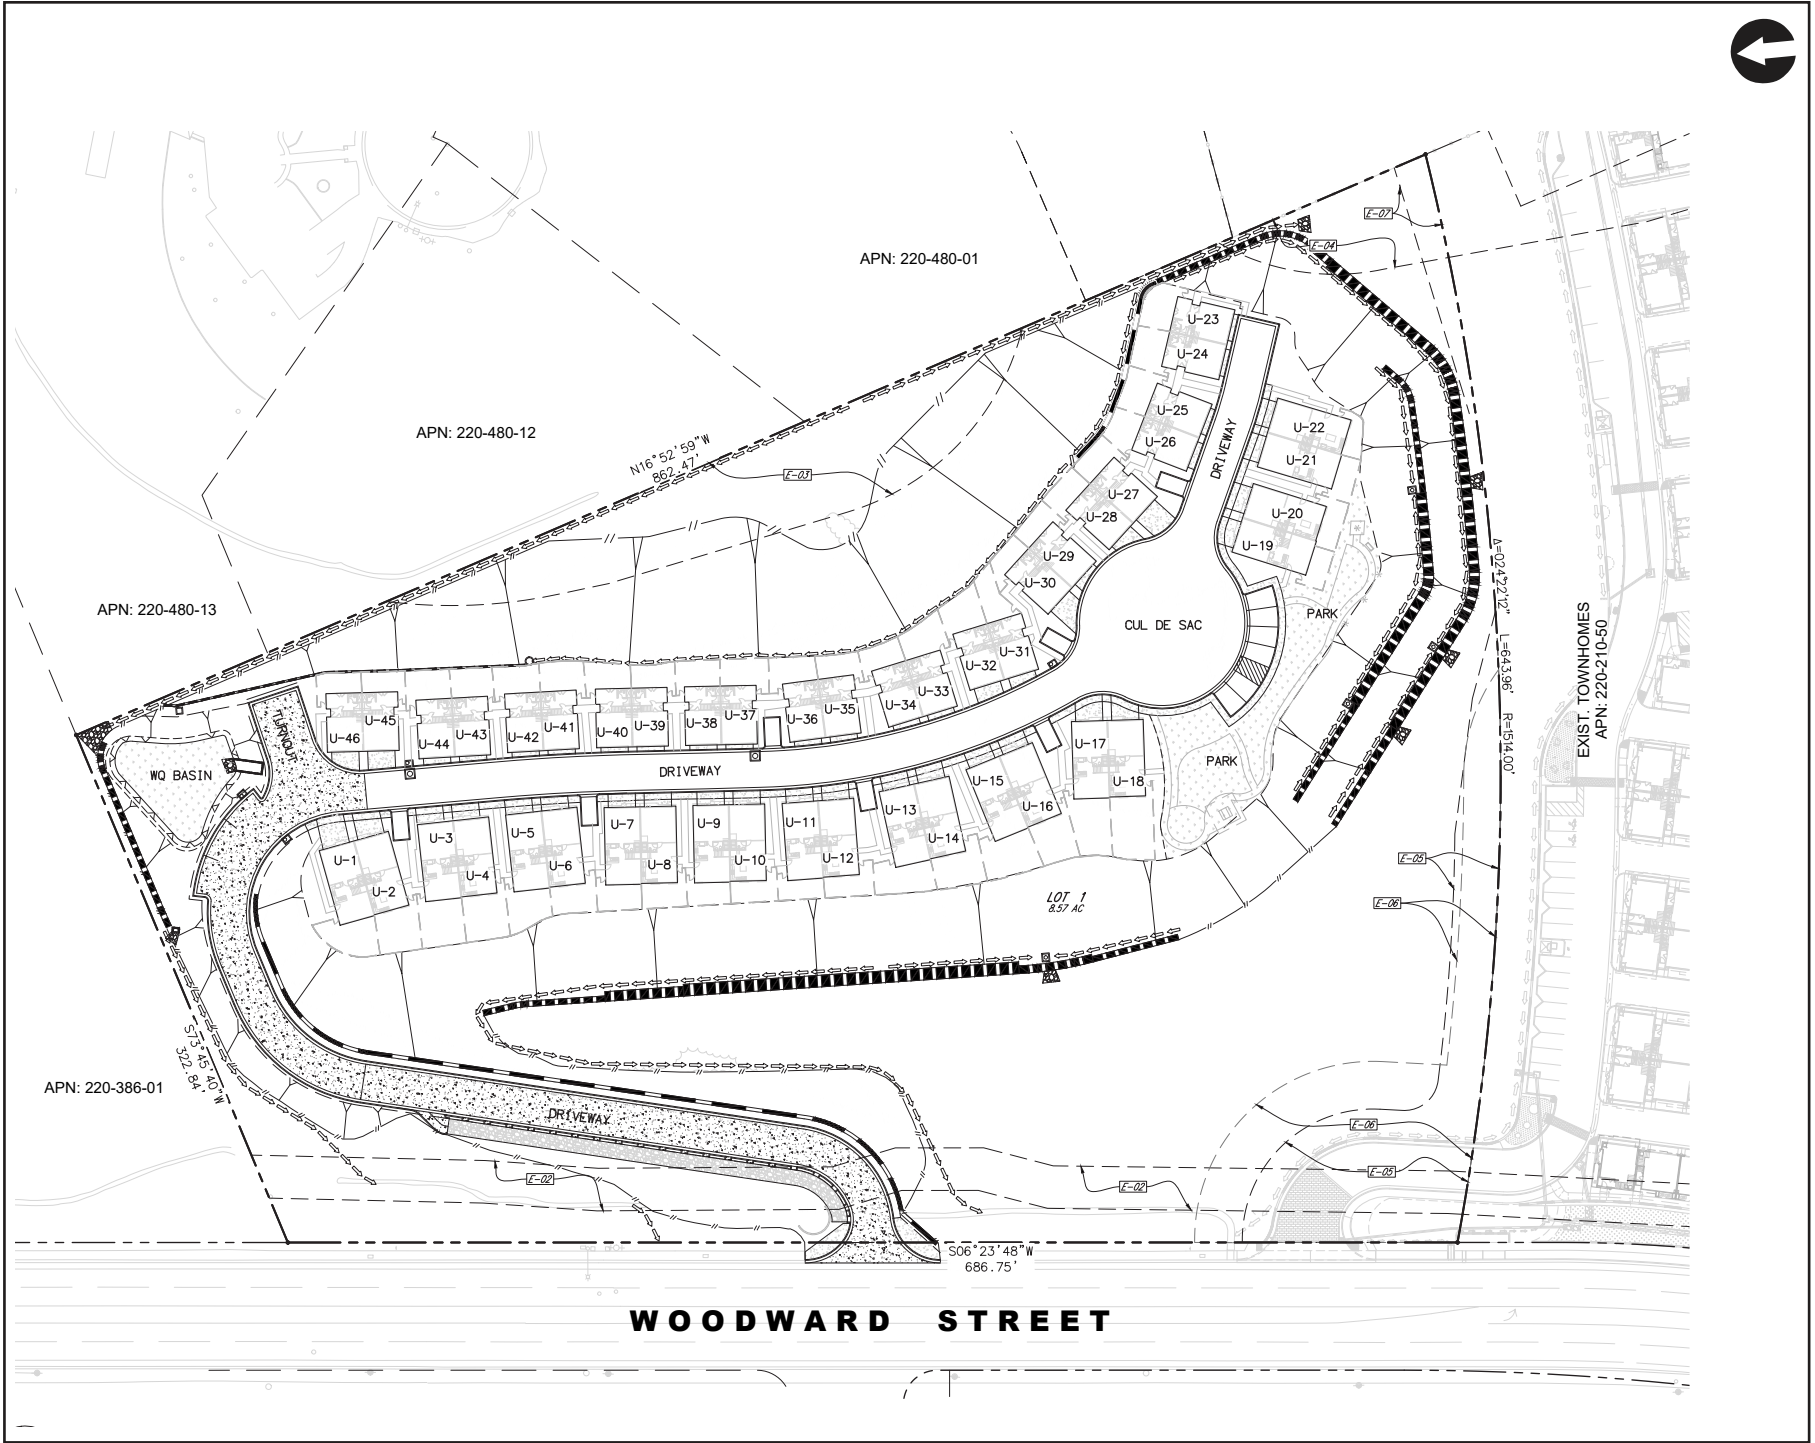 E-07
E-04
APN: 220-480-01
U-23
U-24
APN: 220-480-12
N16°52'59"W
862.47'
E-03
U-25
U-26
DRIVEWAY
U-22
U-21
U-27
U-28
U-20
U-19
U-29
U-30
Δ=024°22'12" L=643.96' R=1514.00'
APN: 220-480-13
CUL DE SAC
PARK
EXIST. TOWNHOMES
APN: 220-210-50
U-31
U-32
U-33
U-34
U-35
U-36
U-37
U-38
U-39
U-40
U-41
U-42
U-43
U-44
U-45
U-46
TURNOUT
WQ BASIN
DRIVEWAY
PARK
U-17
U-18
U-15
U-16
U-13
U-14
U-11
U-12
U-9
U-10
U-7
U-8
U-5
U-6
U-3
U-4
U-1
U-2
LOT 1
8.57 AC
E-05
E-06
S73°45'40"W
322.84'
APN: 220-386-01
DRIVEWAY
E-06
E-05
E-02
E-02
S06°23'48"W
686.75'
WOODWARD STREET